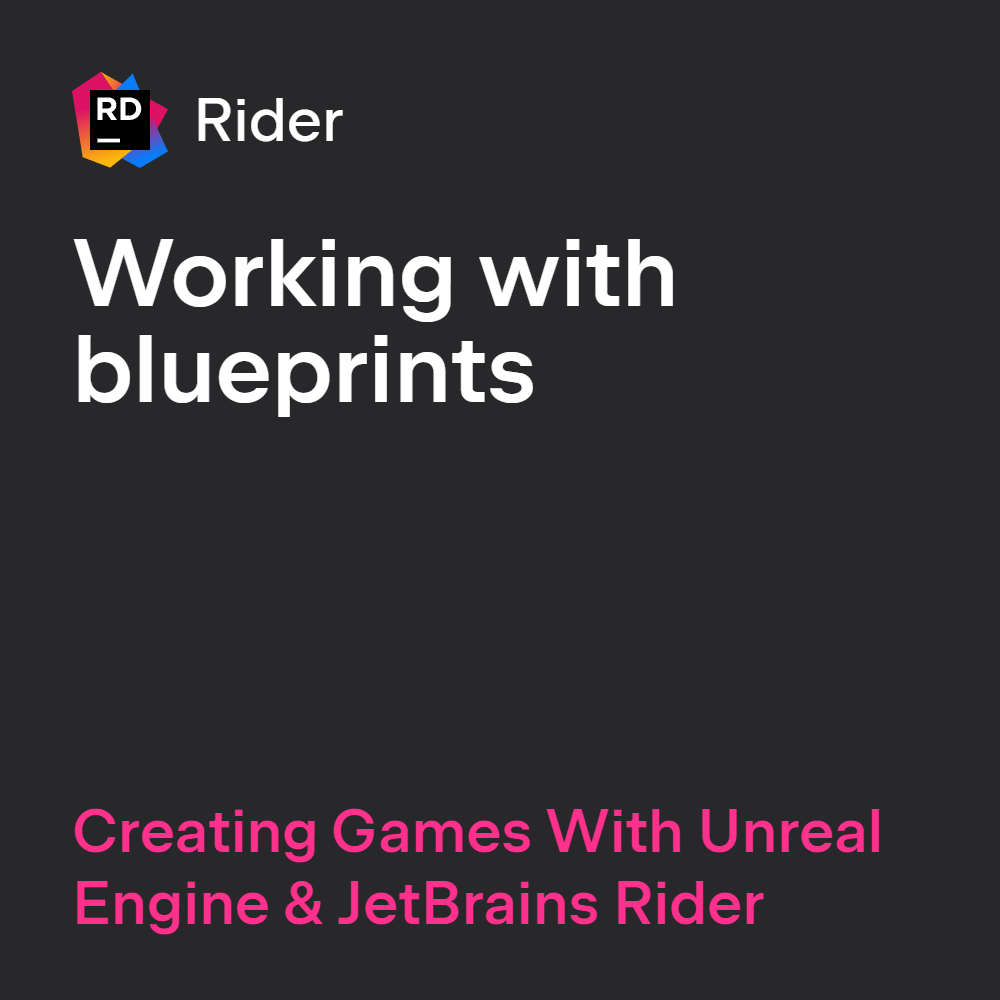 RD
Rider
Working with
blueprints
Creating Games With Unreal
Engine & JetBrains Rider